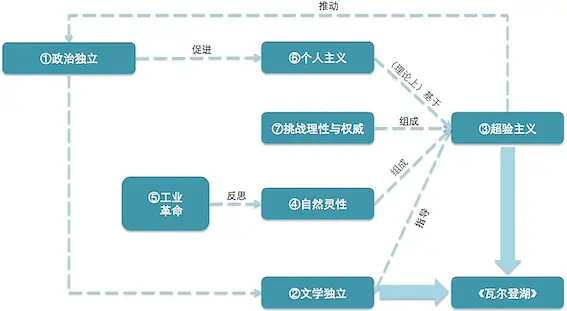 推动
①政治独立
促进
⑥个人主义
（理论上）基于
⑦挑战理性与权威
组成
③超验主义
组成
⑤工业
革命
反思
④自然灵性
指导
②文学独立
《瓦尔登湖》